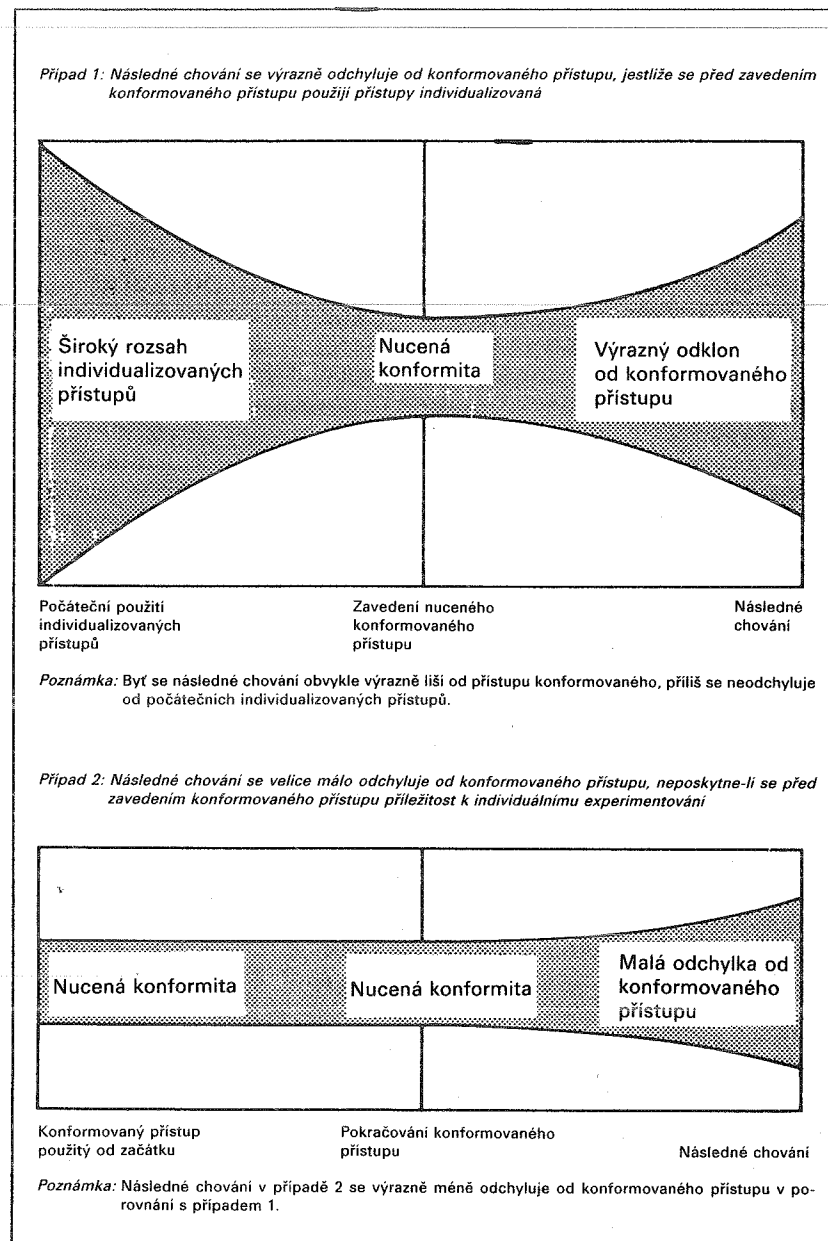 Případ 1: Následné chování se výrazně odchyluje od konformovaného přístupu, jestliže se před zavedením
konformovaného přístupu použijí přístupy individualizovaná
Široký rozsah
individualizovaných
přístupů
Nucená
konformita
Výrazný odklon
od konformovaného
přístupu
Počáteční použití
individualizovaných
přístupů
Zavedení nuceného
konformovaného
přístupu
Následné
chování
Poznámka: Byť se následné chování obvykle výrazně liší od přístupu konformovaného, příliš se neodchyluje
od počátečních individualizovaných přístupů.
Případ 2: Následné chování se velice málo odchyluje od konformovaného přístupu, neposkytne-li se před
zavedením konformovaného přístupu příležitost k individuálnímu experimentování
Nucená konformita
Nucená konformita
Malá odchylka od
konformovaného
přístupu
Konformovaný přístup
použitý od začátku
Pokračování konformovaného
přístupu
Následné chování
Poznámka: Následné chování v případě 2 se výrazně méně odchyluje od konformovaného přístupu v po-
rovnání s případem 1.